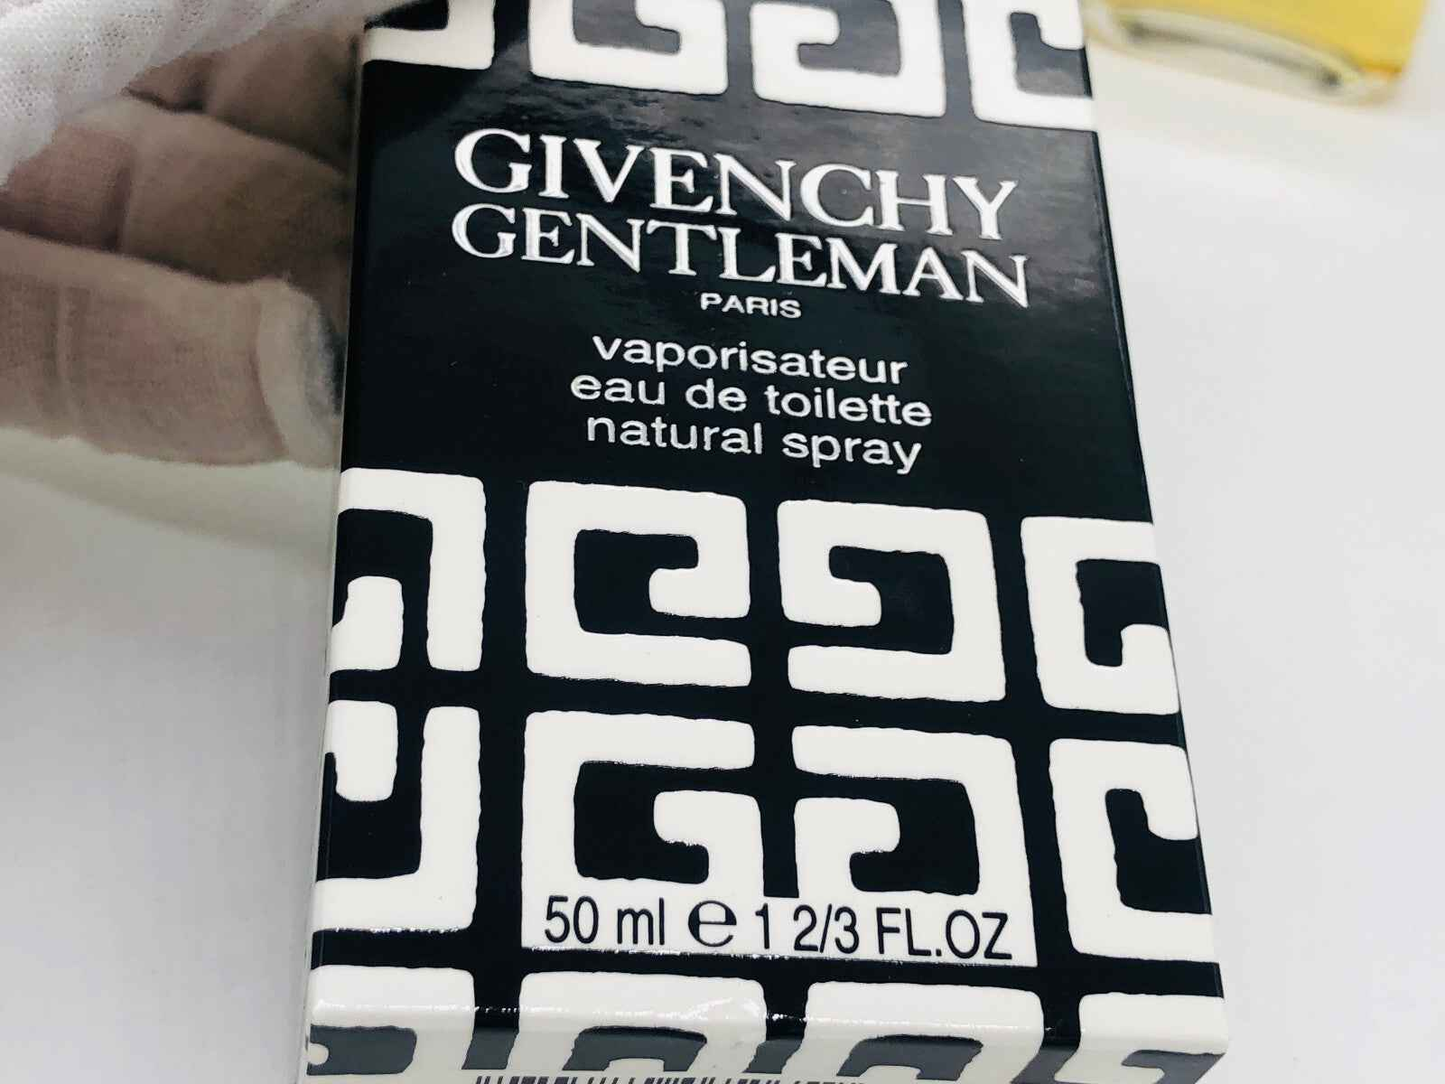 GIVENCHY
GENTLEMAN
PARIS
vaporisateur
eau de toilette
natural spray
50 ml ℮ 1 2/3 FL.OZ